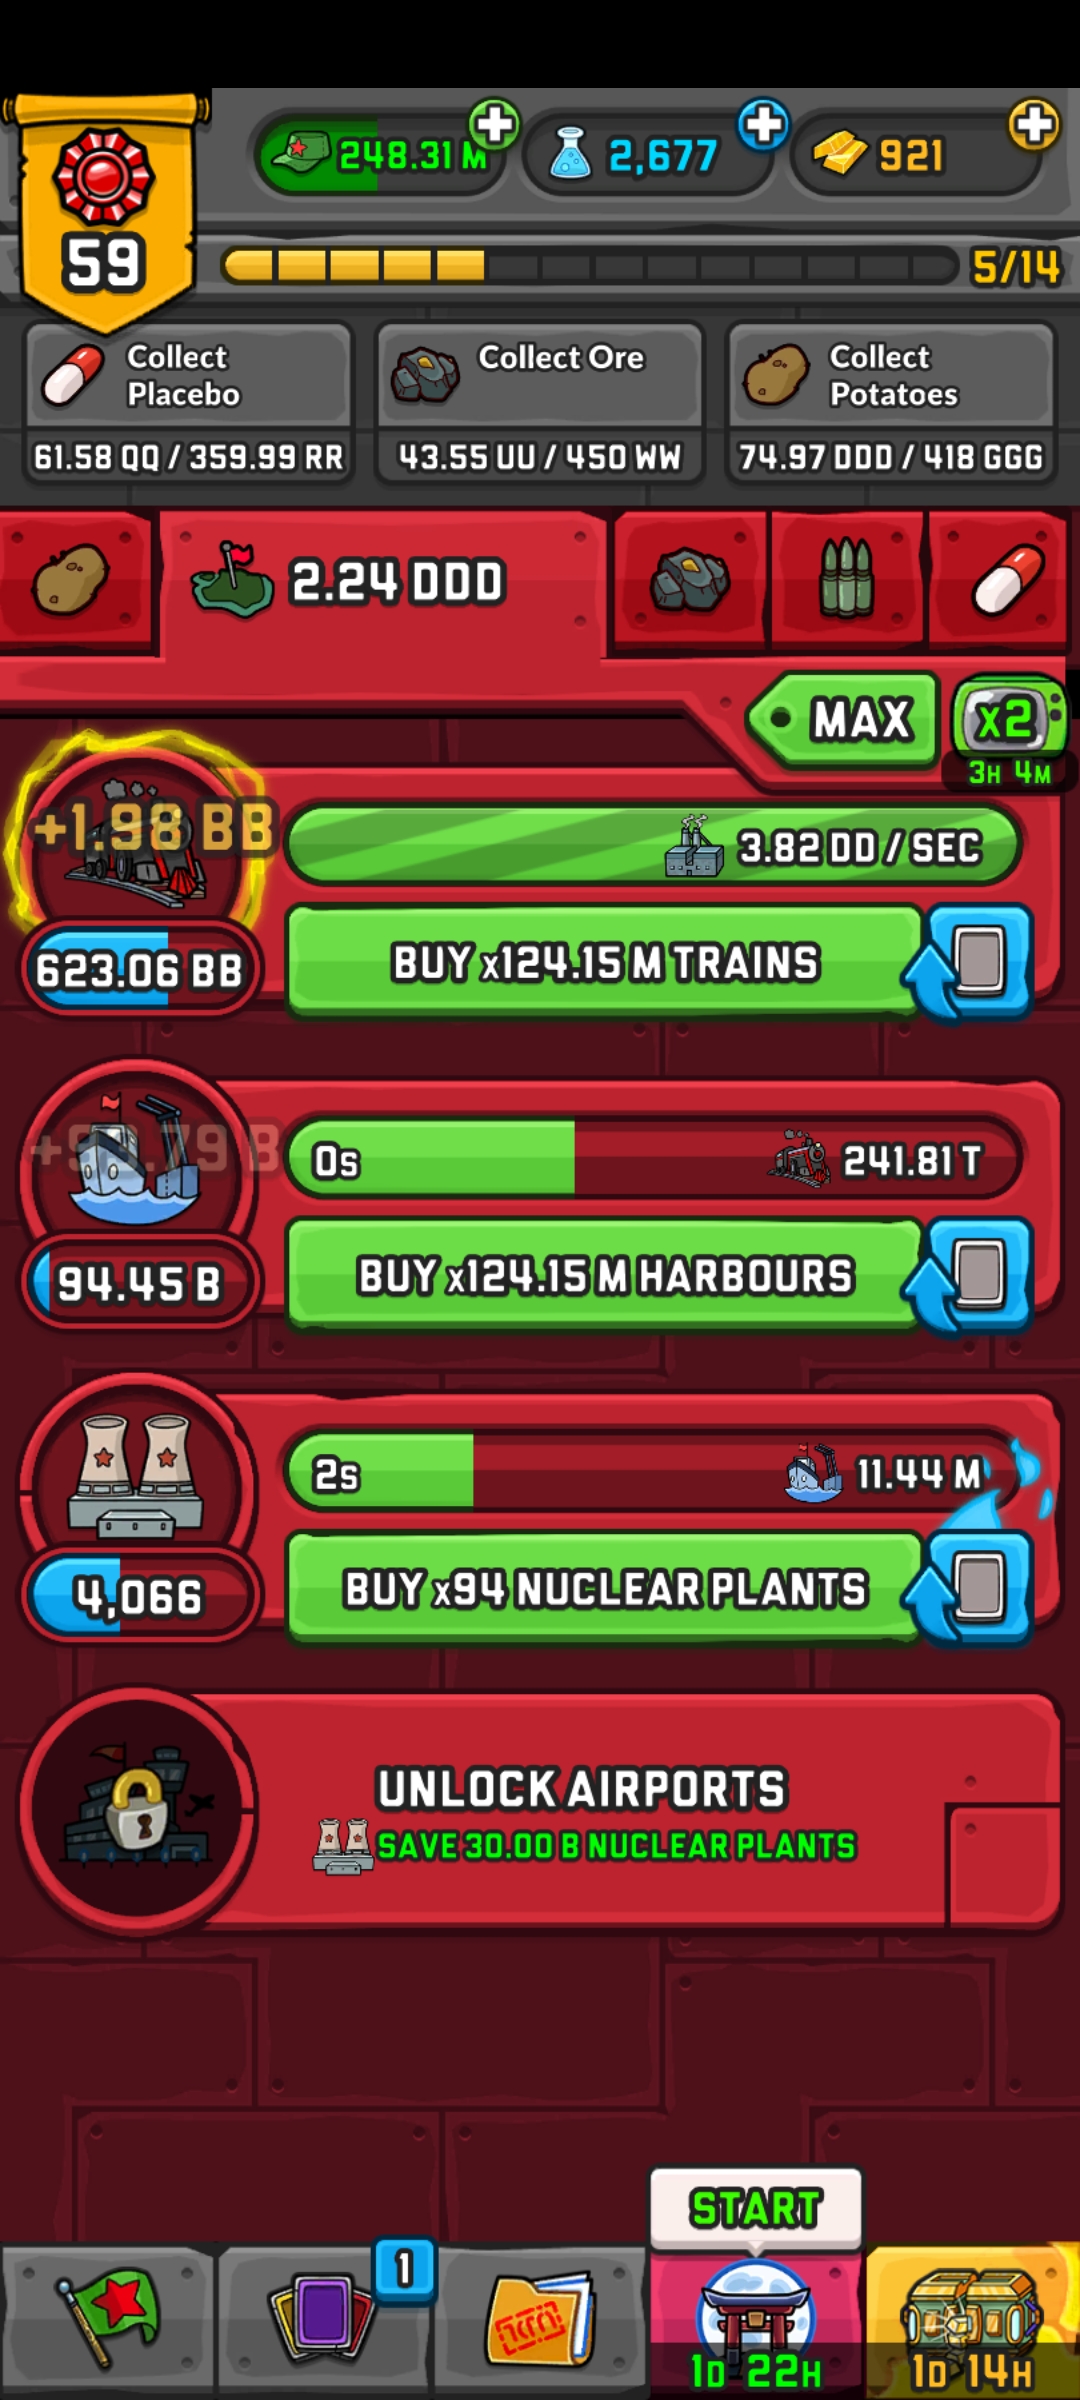 59
248.31 M
2,677
921
5/14
Collect
Placebo
61.58 QQ / 359.99 RR
Collect Ore
43.55 UU / 450 WW
Collect
Potatoes
74.97 DDD / 418 GGG
2.24 DDD
MAX
x2
3H 4M
+1.98 BB
3.82 DD / SEC
623.06 BB
BUY x124.15 M TRAINS
0s
241.81 T
94.45 B
BUY x124.15 M HARBOURS
2s
11.44 M
4,066
BUY x94 NUCLEAR PLANTS
UNLOCK AIRPORTS
SAVE 30.00 B NUCLEAR PLANTS
START
1
1D 22H
1D 14H